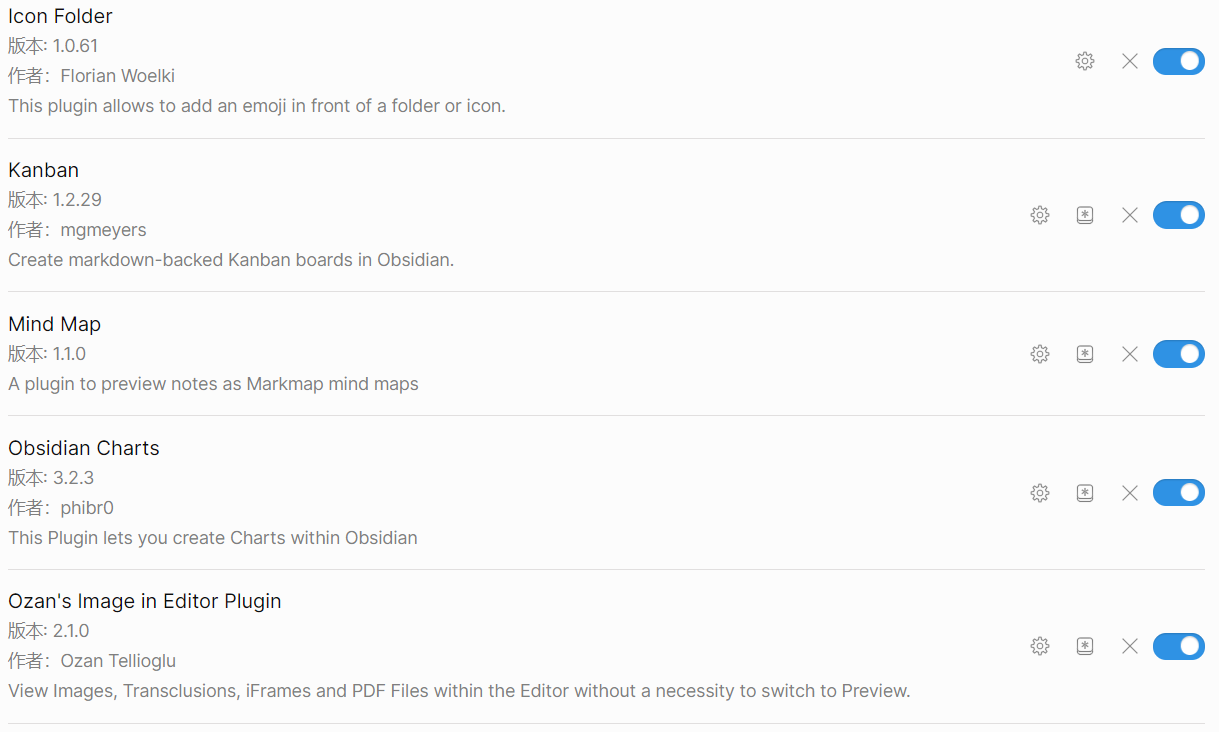 Icon Folder
版本: 1.0.61
作者：Florian Woelki
This plugin allows to add an emoji in front of a folder or icon.
Kanban
版本: 1.2.29
作者：mgmeyers
Create markdown-backed Kanban boards in Obsidian.
Mind Map
版本: 1.1.0
A plugin to preview notes as Markmap mind maps
Obsidian Charts
版本: 3.2.3
作者：phibr0
This Plugin lets you create Charts within Obsidian
Ozan's Image in Editor Plugin
版本: 2.1.0
作者：Ozan Tellioglu
View Images, Transclusions, iFrames and PDF Files within the Editor without a necessity to switch to Preview.